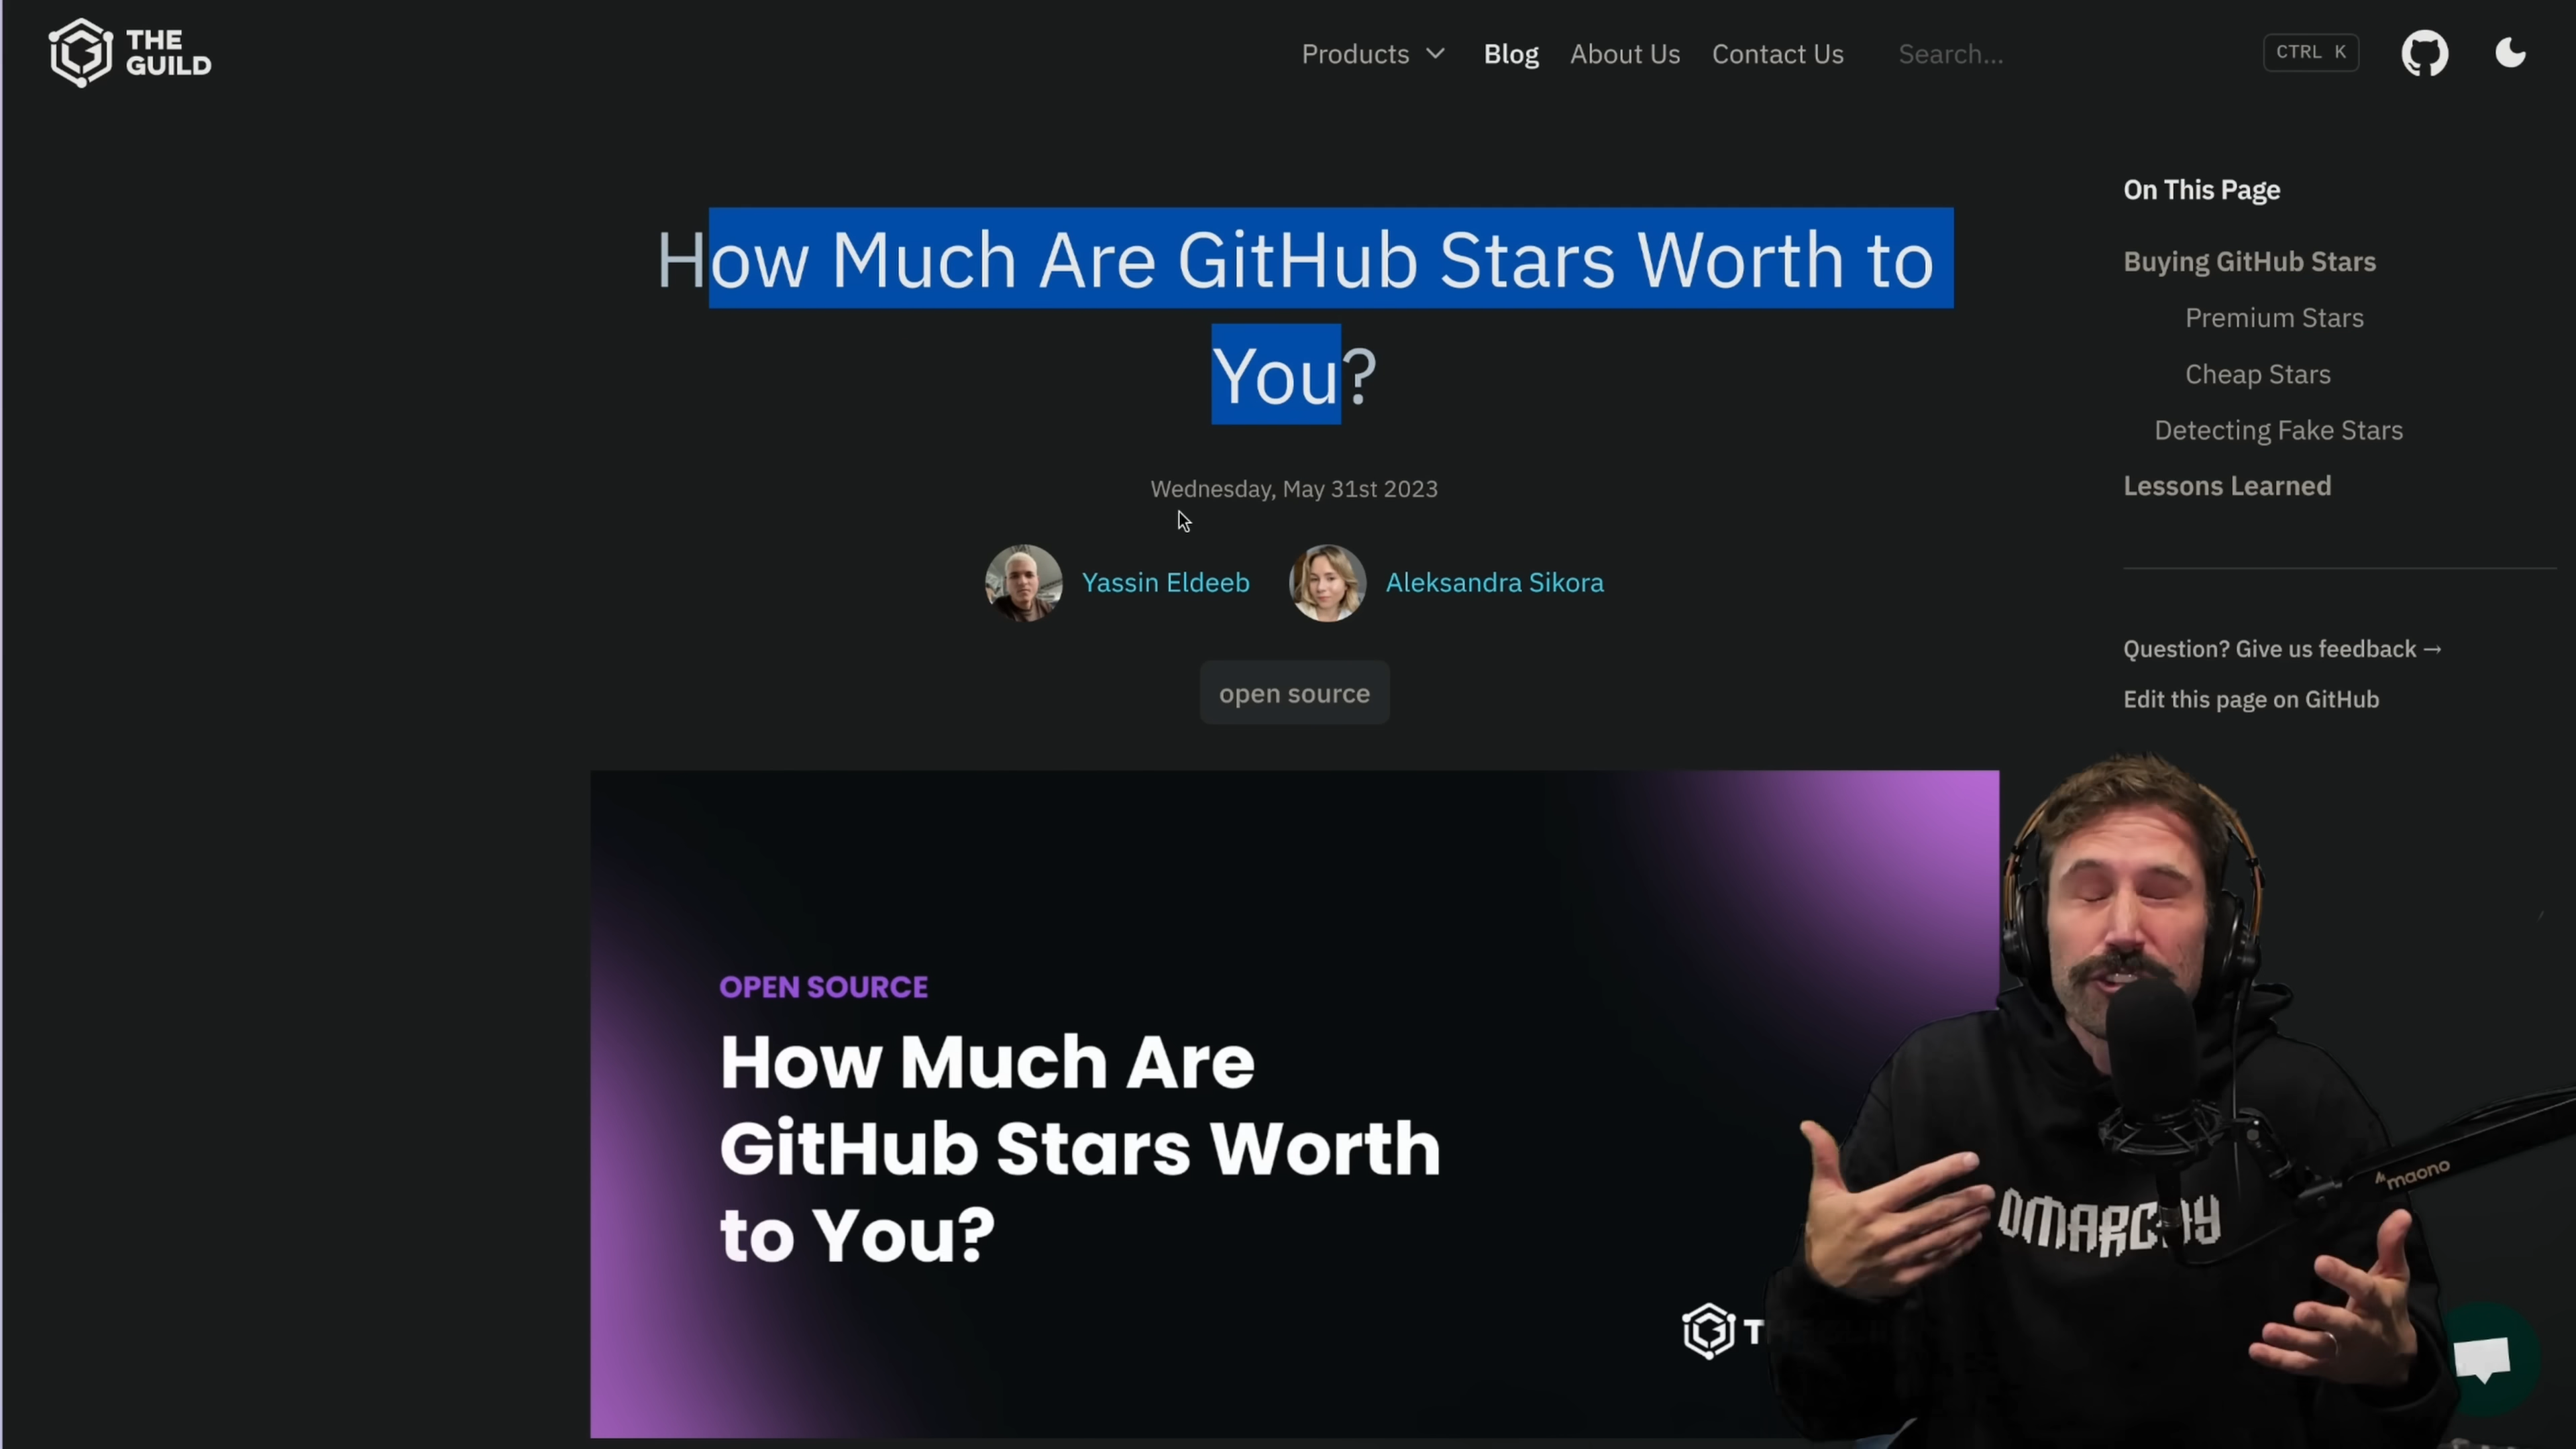 THE
GUILD
Products
Blog
About Us
Contact Us
Search...
CTRL K
How Much Are GitHub Stars Worth to
You?
Wednesday, May 31st 2023
Yassin Eldeeb
Aleksandra Sikora
open source
On This Page
Buying GitHub Stars
Premium Stars
Cheap Stars
Detecting Fake Stars
Lessons Learned
Question? Give us feedback →
Edit this page on GitHub
OPEN SOURCE
How Much Are
GitHub Stars Worth
to You?
maono